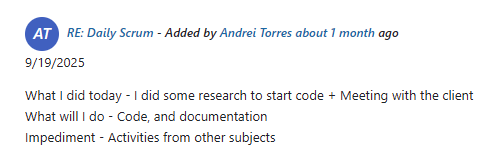 AT
RE: Daily Scrum - Added by Andrei Torres about 1 month ago
9/19/2025
What I did today - I did some research to start code + Meeting with the client
What will I do - Code, and documentation
Impediment - Activities from other subjects